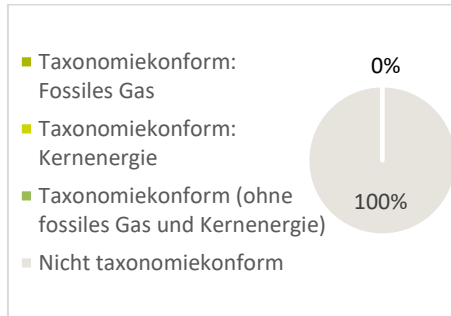 Taxonomiekonform:
Fossiles Gas
Taxonomiekonform:
Kernenergie
Taxonomiekonform (ohne
fossiles Gas und Kernenergie)
Nicht taxonomiekonform
0%
100%